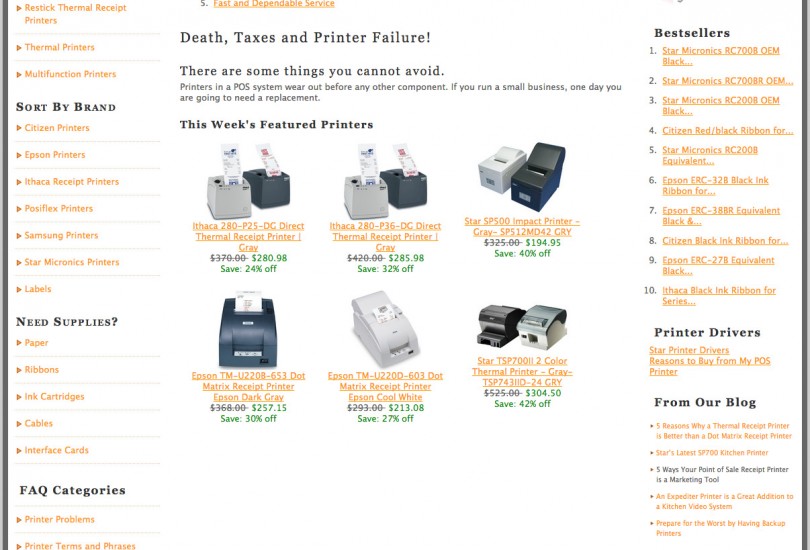 Restick Thermal Receipt
Printers
Thermal Printers
Multifunction Printers
Sort By Brand
Citizen Printers
Epson Printers
Ithaca Receipt Printers
Posiflex Printers
Samsung Printers
Star Micronics Printers
Labels
Need Supplies?
Paper
Ribbons
Ink Cartridges
Cables
Interface Cards
FAQ Categories
Printer Problems
Printer Terms and Phrases
5. Fast and Dependable Service
Death, Taxes and Printer Failure!
There are some things you cannot avoid.
Printers in a POS system wear out before any other component. If you run a small business, one day you
are going to need a replacement.
This Week's Featured Printers
Ithaca 280-P25-DG Direct
Thermal Receipt Printer |
Gray
$370.00 $280.98
Save: 24% off
Ithaca 280-P36-DG Direct
Thermal Receipt Printer |
Gray
$420.00 $285.98
Save: 32% off
Star SP500 Impact Printer -
Gray- SP512MD42 GRY
$325.00 $194.95
Save: 40% off
Epson TM-U220B-653 Dot
Matrix Receipt Printer
Epson Dark Gray
$368.00 $257.15
Save: 30% off
Epson TM-U220D-603 Dot
Matrix Receipt Printer
Epson Cool White
$293.00 $213.08
Save: 27% off
Star TSP700II 2 Color
Thermal Printer - Gray-
TSP743IID-24 GRY
$525.00 $304.50
Save: 42% off
Bestsellers
1. Star Micronics RC700B OEM
Black...
2. Star Micronics RC700BR OEM...
3. Star Micronics RC200B OEM
Black...
4. Citizen Red/black Ribbon for...
5. Star Micronics RC200B
Equivalent...
6. Epson ERC-32B Black Ink
Ribbon for...
7. Epson ERC-38BR Equivalent
Black &...
8. Citizen Black Ink Ribbon for...
9. Epson ERC-27B Equivalent
Black...
10. Ithaca Black Ink Ribbon for
Series...
Printer Drivers
Star Printer Drivers
Reasons to Buy from My POS
Printer
From Our Blog
5 Reasons Why a Thermal Receipt Printer
is Better than a Dot Matrix Receipt Printer
Star's Latest SP700 Kitchen Printer
5 Ways Your Point of Sale Receipt Printer
is a Marketing Tool
An Expediter Printer is a Great Addition to
a Kitchen Video System
Prepare for the Worst by Having Backup
Printers